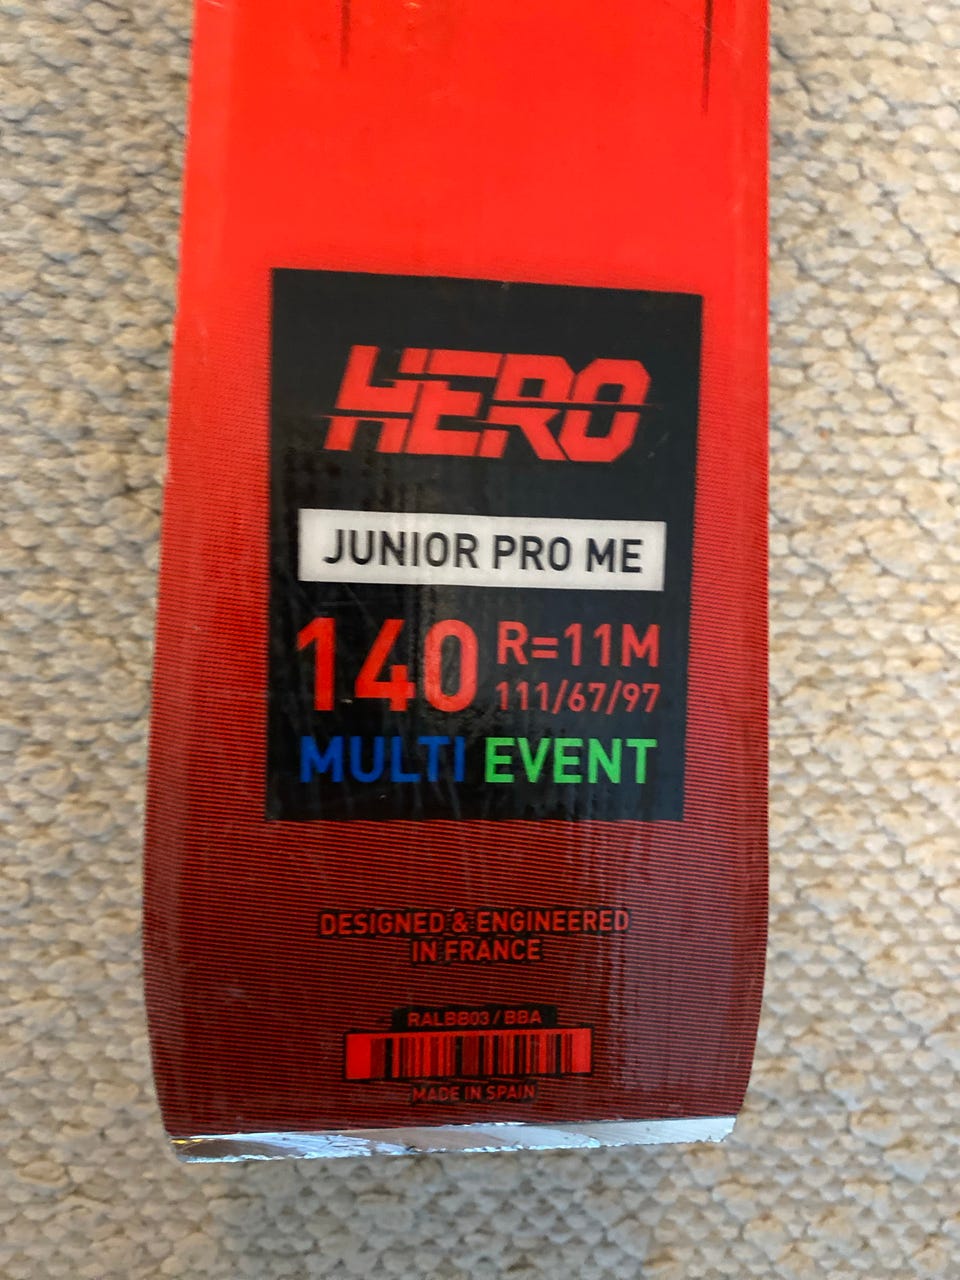 HERO
JUNIOR PRO ME
140 R=11M
111/67/97
MULTI EVENT
DESIGNED & ENGINEERED
IN FRANCE
RALBB03 / BBA
MADE IN SPAIN